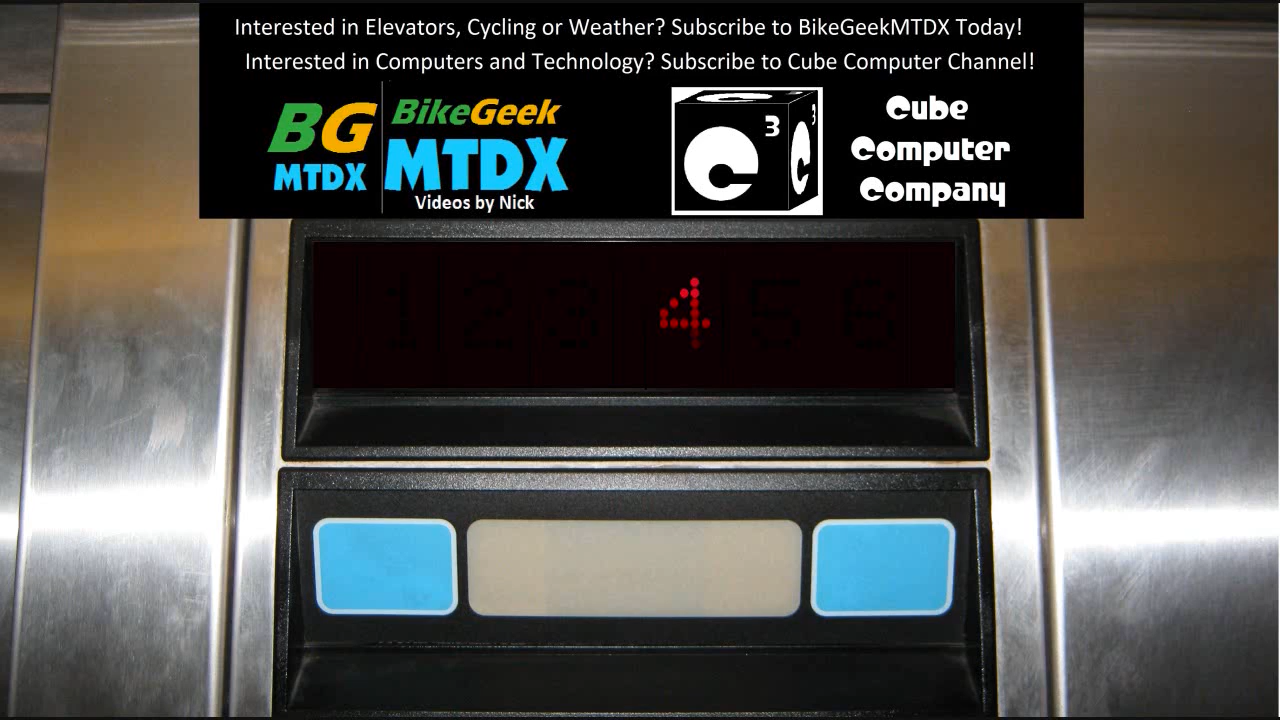 Interested in Elevators, Cycling or Weather? Subscribe to BikeGeekMTDX Today!
Interested in Computers and Technology? Subscribe to Cube Computer Channel!
BG
MTDX
BikeGeek
MTDX
Videos by Nick
C 3 C 3
Cube
Computer
Company
1 2 3 4 5 6